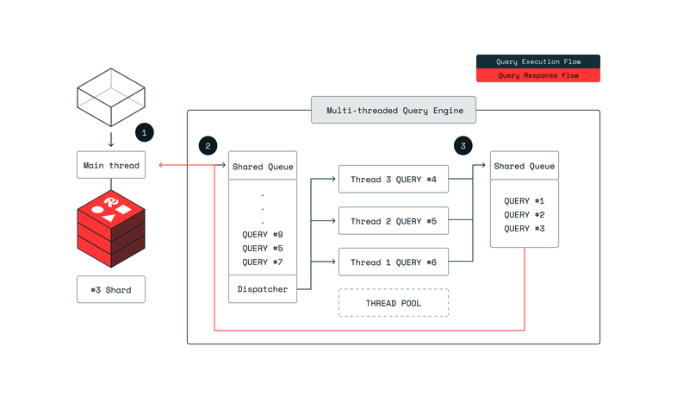 Query Execution Flow
Query Response Flow
Multi-threaded Query Engine
1
Main thread
#3 Shard
2
Shared Queue
.
.
.
QUERY #9
QUERY #5
QUERY #7
Dispatcher
Thread 3 QUERY #4
Thread 2 QUERY #5
Thread 1 QUERY #6
THREAD POOL
3
Shared Queue
QUERY #1
QUERY #2
QUERY #3